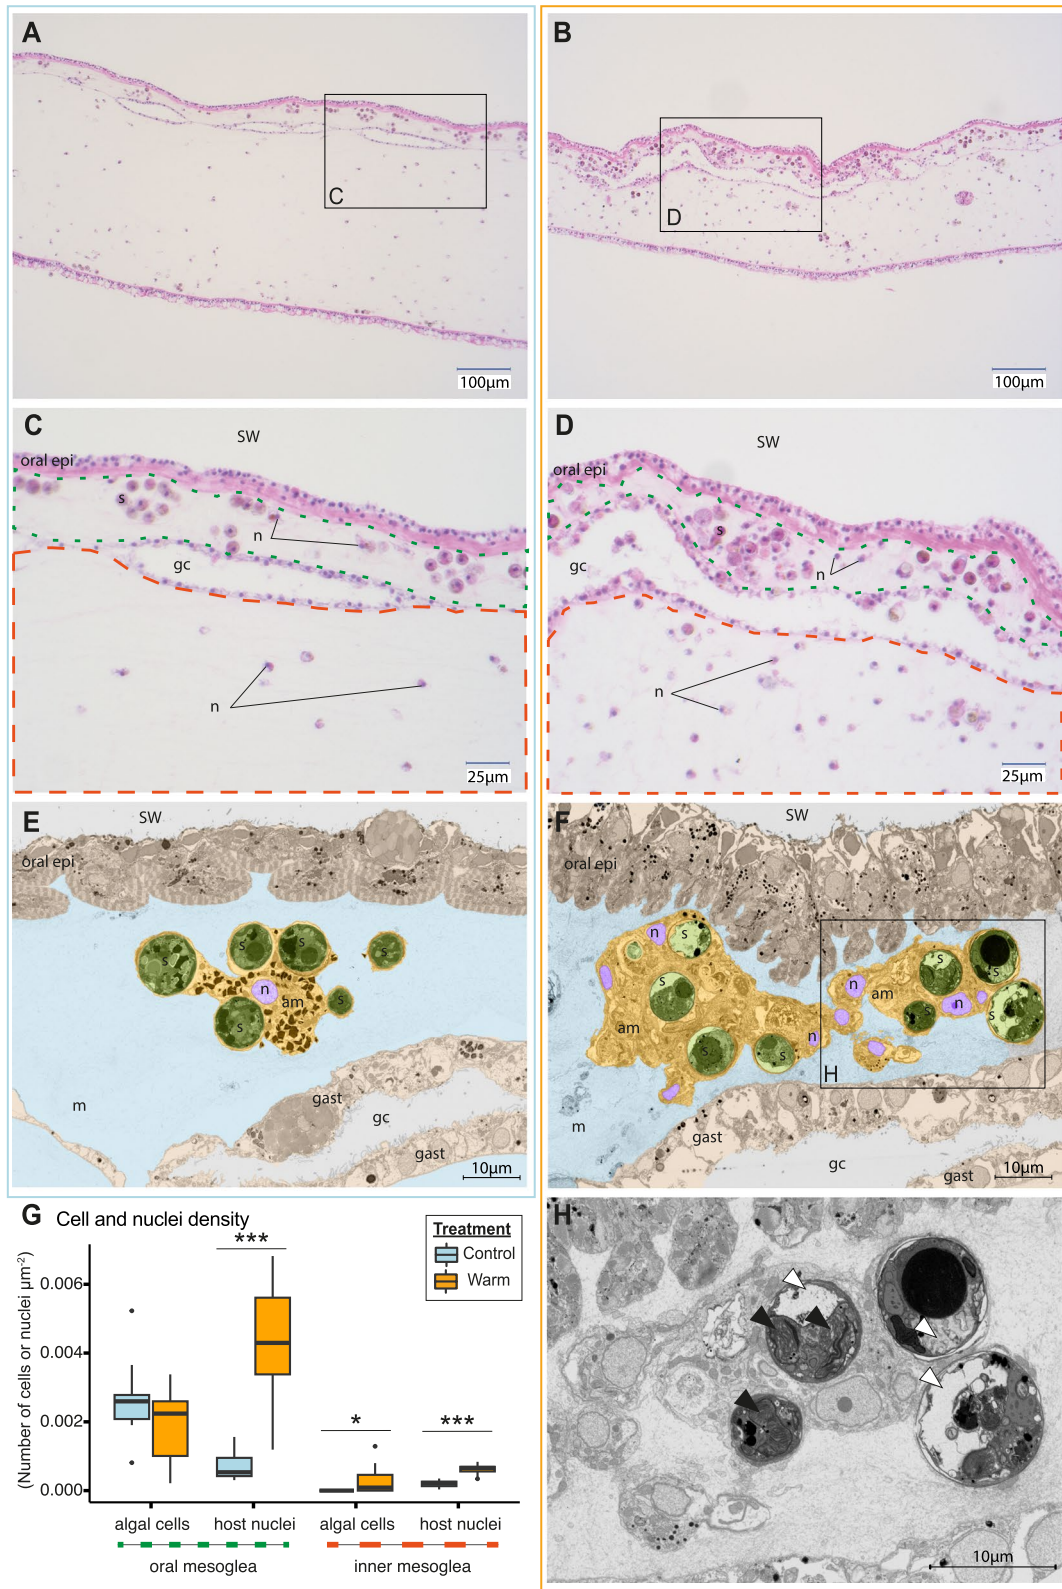 A
C
100µm
B
D
100µm
C
SW
oral epi
s
n
gc
n
25µm
D
SW
oral epi
s
n
gc
n
25µm
E
SW
oral epi
s
s
s
s
n
am
s
s
m
gast
gc
gast
10µm
F
SW
oral epi
n
s
s
am
s
s
n
n
am
s
s
n
s
s
H
m
gast
gc
gast
10µm
G Cell and nuclei density
Treatment
Control
Warm
(Number of cells or nuclei µm⁻²)
0.006
0.004
0.002
0.000
***
*
***
algal cells host nuclei algal cells host nuclei
oral mesoglea inner mesoglea
H
10µm